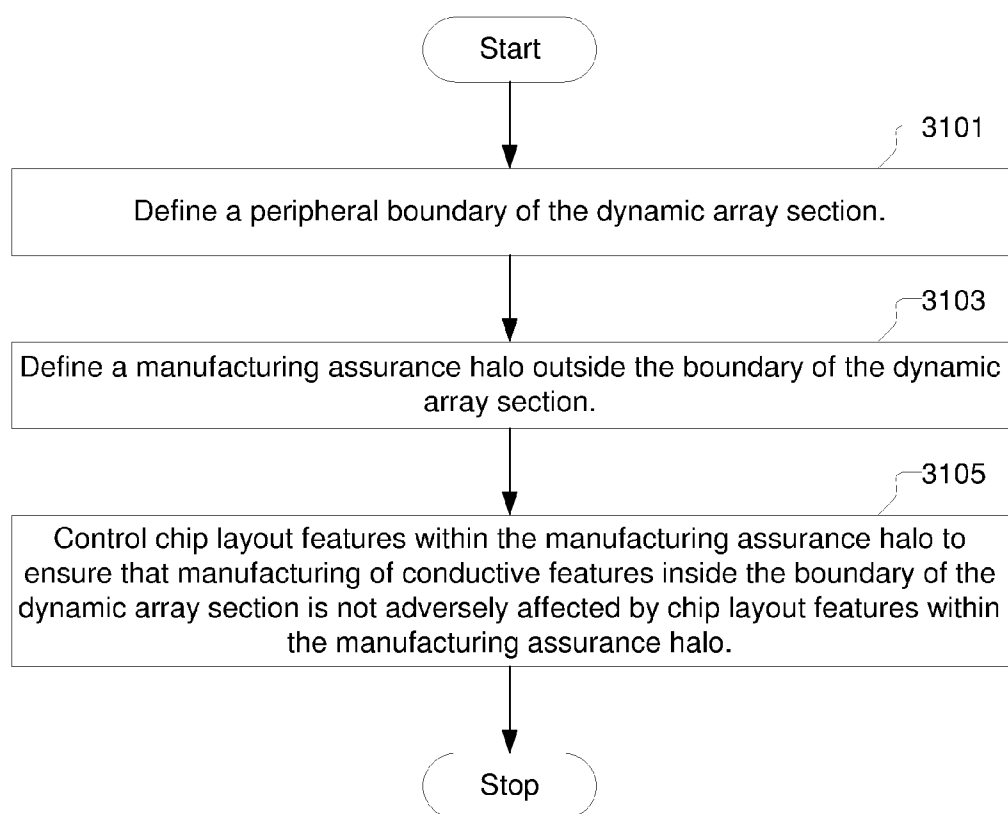 Start
3101
Define a peripheral boundary of the dynamic array section.
3103
Define a manufacturing assurance halo outside the boundary of the dynamic
array section.
3105
Control chip layout features within the manufacturing assurance halo to
ensure that manufacturing of conductive features inside the boundary of the
dynamic array section is not adversely affected by chip layout features within
the manufacturing assurance halo.
Stop